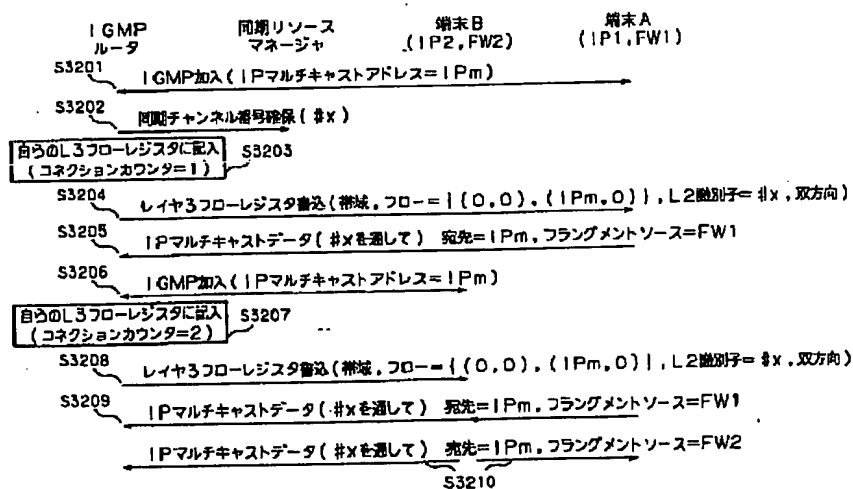 IGMP
ルータ
同期リソース
マネージャ
端末B
(IP2,FW2)
端末A
(IP1,FW1)
S3201
IGMP加入(IPマルチキャストアドレス=IPm)
S3202
同期チャンネル番号確保(#x)
自らのL3フローレジスタに記入
(コネクションカウンタ=1)
S3203
S3204
レイヤ3フローレジスタ書込(帯域,フロー={(0,0),(IPm,0)},L2識別子=#x,双方向)
S3205
IPマルチキャストデータ(#xを通して) 宛先=IPm,フラグメントソース=FW1
S3206
IGMP加入(IPマルチキャストアドレス=IPm)
自らのL3フローレジスタに記入
(コネクションカウンタ=2)
S3207
S3208
レイヤ3フローレジスタ書込(帯域,フロー={(0,0),(IPm,0)},L2識別子=#x,双方向)
S3209
IPマルチキャストデータ(#xを通して) 宛先=IPm,フラングメントソース=FW1
IPマルチキャストデータ(#xを通して) 宛先=IPm,フラングメントソース=FW2
S3210